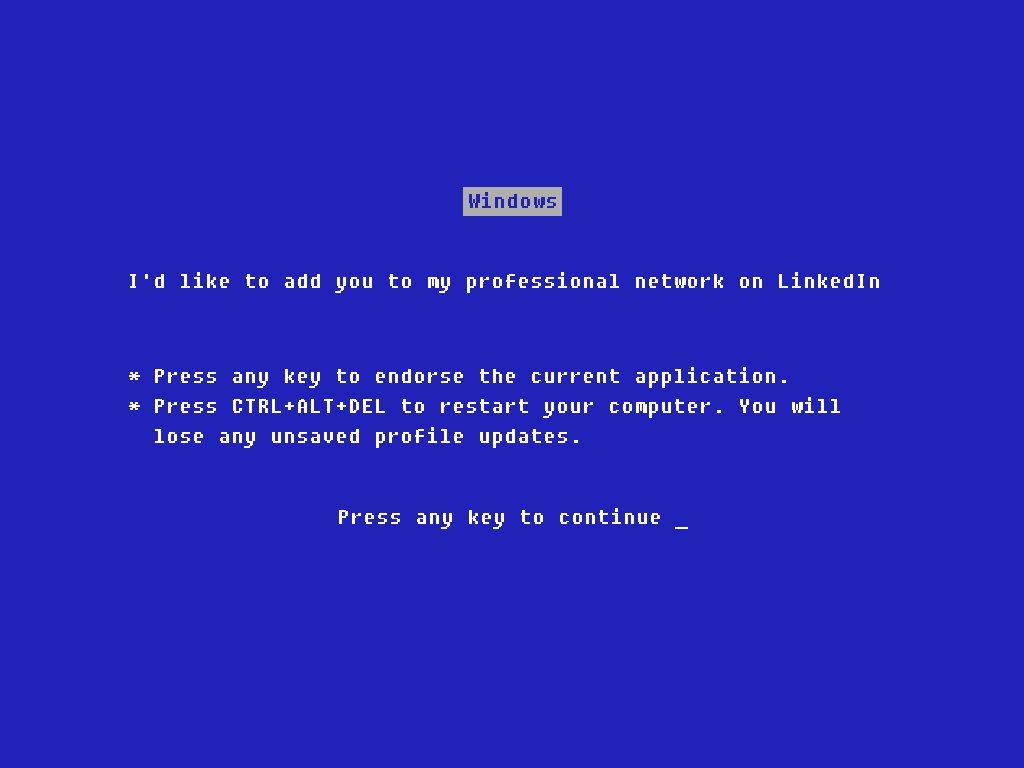 Windows
I'd like to add you to my professional network on LinkedIn
* Press any key to endorse the current application.
* Press CTRL+ALT+DEL to restart your computer. You will
lose any unsaved profile updates.
Press any key to continue _